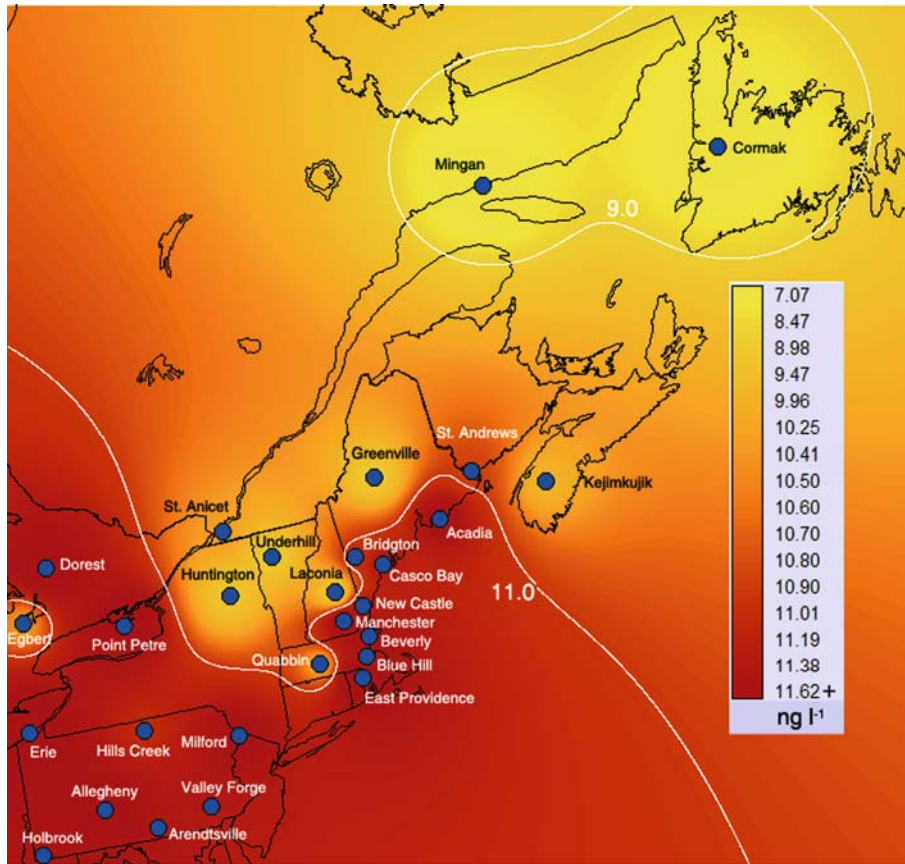 Cormak
Mingan
9.0
7.07
8.47
8.98
9.47
9.96
10.25
10.41
10.50
10.60
10.70
10.80
10.90
11.01
11.19
11.38
11.62+
ng l-1
St. Andrews
Greenville
Kejimkujik
St. Anicet
Acadia
Underhill
Bridgton
Dorest
Huntington
Laconia
Casco Bay
11.0
New Castle
Manchester
Egbert
Point Petre
Beverly
Quabbin
Blue Hill
East Providence
Erie
Hills Creek
Milford
Allegheny
Valley Forge
Holbrook
Arendtsville